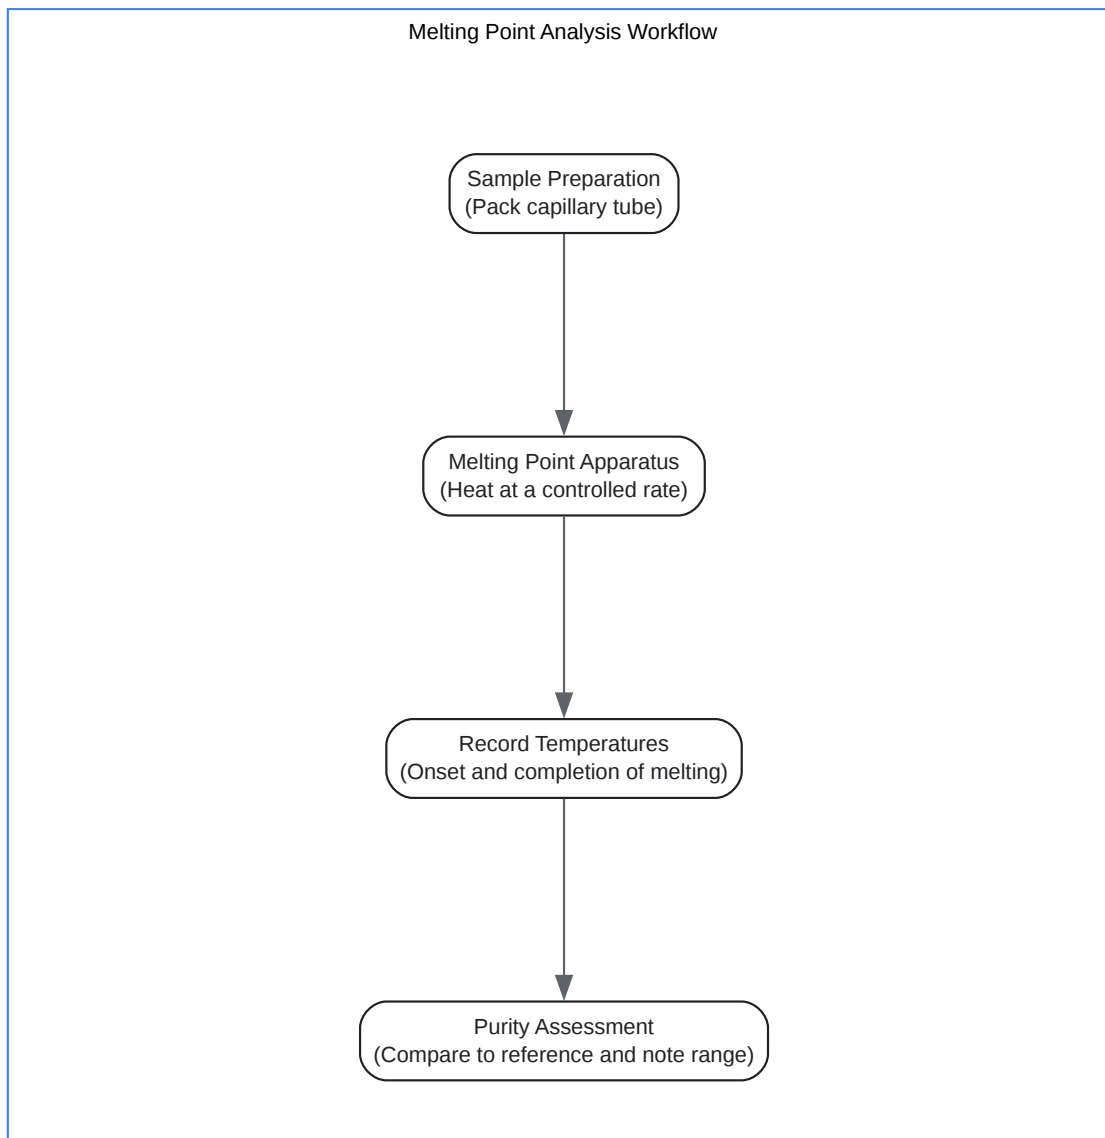 Melting Point Analysis Workflow
Sample Preparation
(Pack capillary tube)
Melting Point Apparatus
(Heat at a controlled rate)
Record Temperatures
(Onset and completion of melting)
Purity Assessment
(Compare to reference and note range)